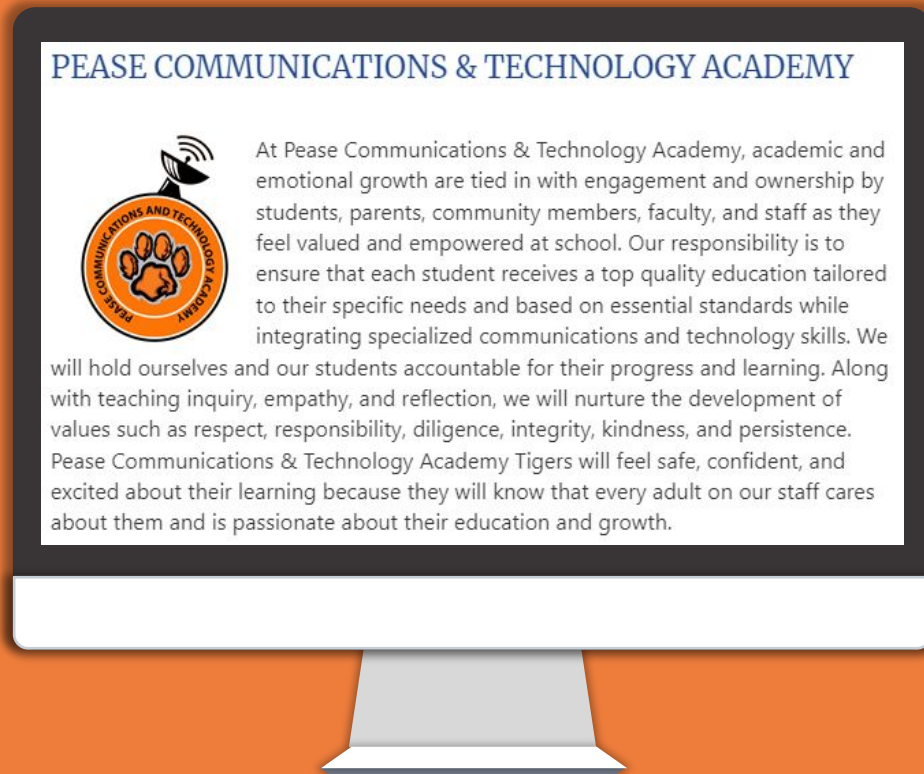 PEASE COMMUNICATIONS & TECHNOLOGY ACADEMY
PEASE COMMUNICATIONS AND TECHNOLOGY ACADEMY
At Pease Communications & Technology Academy, academic and
emotional growth are tied in with engagement and ownership by
students, parents, community members, faculty, and staff as they
feel valued and empowered at school. Our responsibility is to
ensure that each student receives a top quality education tailored
to their specific needs and based on essential standards while
integrating specialized communications and technology skills. We
will hold ourselves and our students accountable for their progress and learning. Along
with teaching inquiry, empathy, and reflection, we will nurture the development of
values such as respect, responsibility, diligence, integrity, kindness, and persistence.
Pease Communications & Technology Academy Tigers will feel safe, confident, and
excited about their learning because they will know that every adult on our staff cares
about them and is passionate about their education and growth.